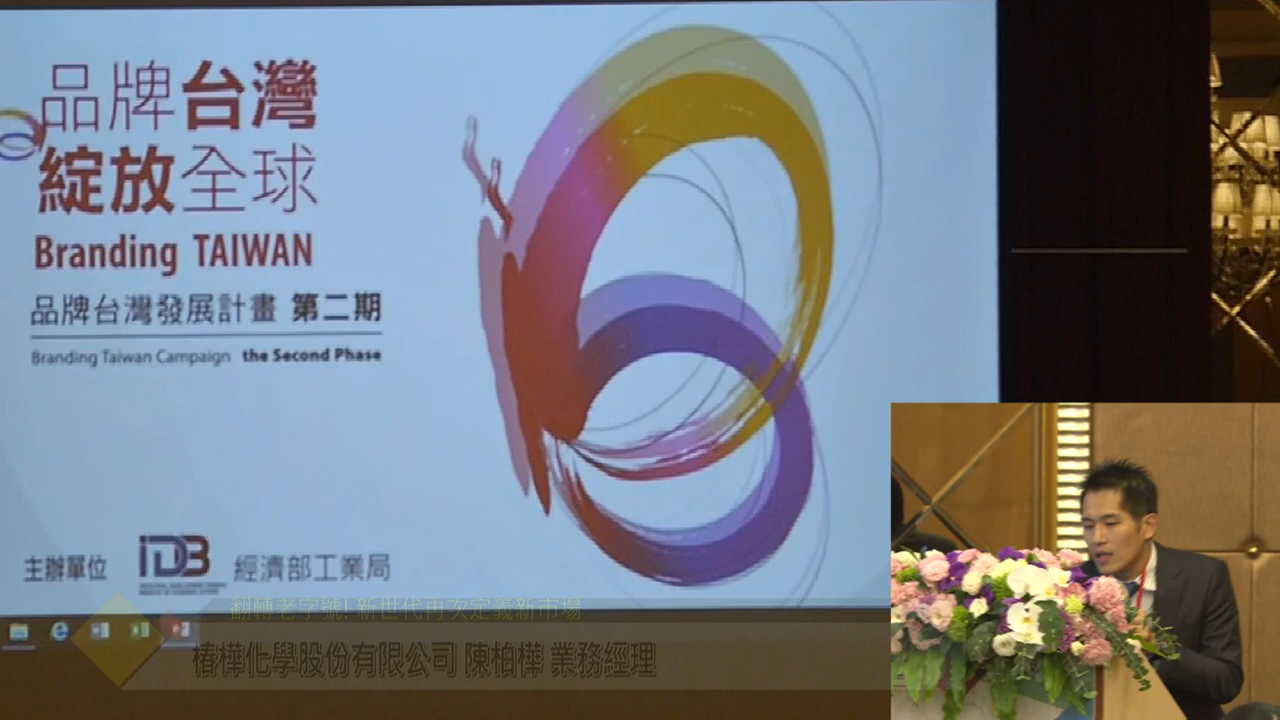 品牌台灣
綻放全球
Branding TAIWAN
品牌台灣發展計畫 第二期
Branding Taiwan Campaign the Second Phase
主辦單位 IDB 經濟部工業局
翻轉老字號! 新世代再次定義新市場
椿樺化學股份有限公司 陳柏樺 業務經理